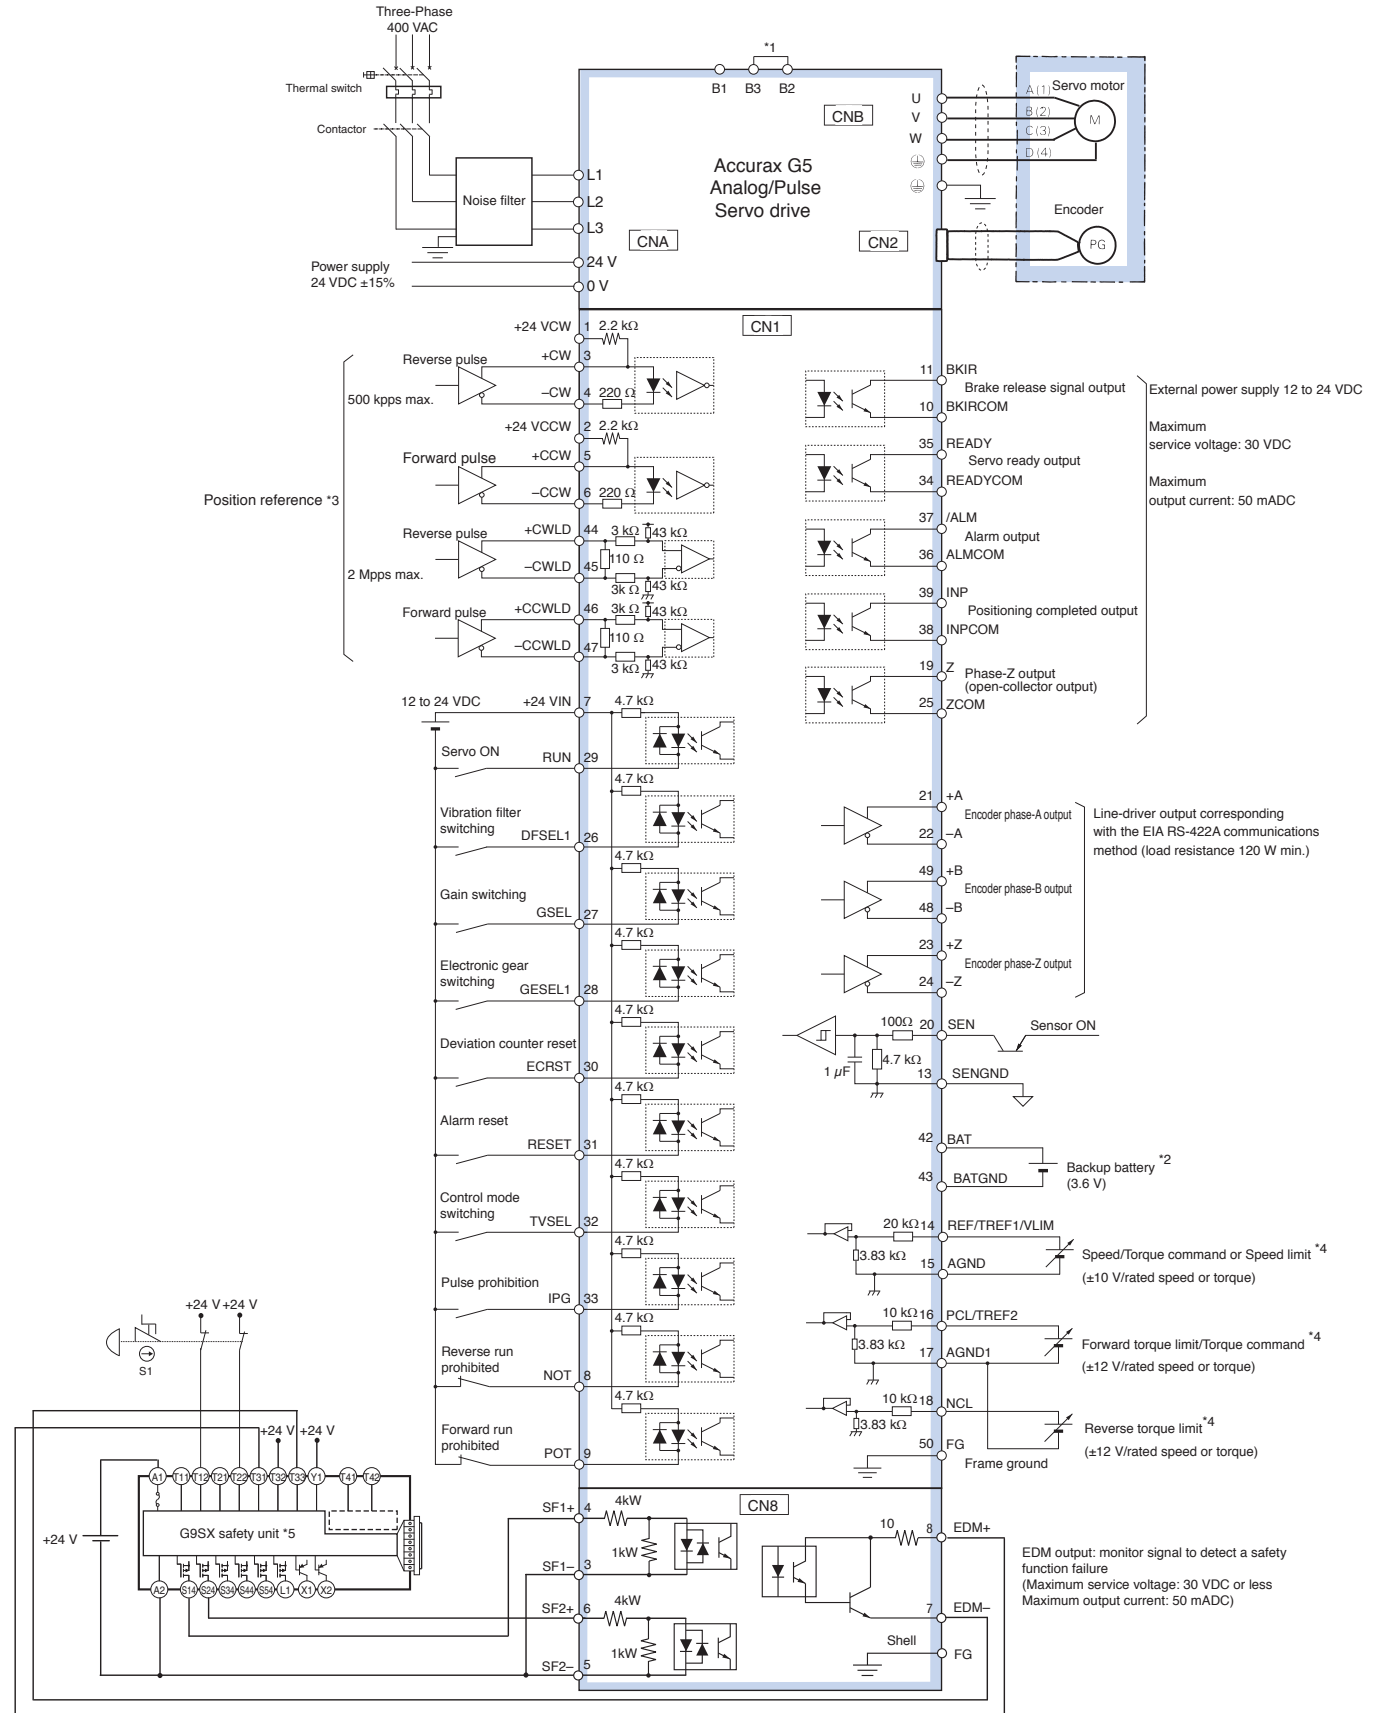 Three-Phase
400 VAC
Thermal switch
Contactor
Noise filter
*1
B1 B3 B2
CNB
U
V
W
A (1)
B (2)
C (3)
D (4)
Servo motor
M
Accurax G5
Analog/Pulse
Servo drive
L1
L2
L3
CNA
CN2
Encoder
PG
Power supply
24 VDC ±15%
24 V
0 V
CN1
+24 VCW 1 2.2 kΩ
Reverse pulse
+CW 3
–CW 4 220 Ω
500 kpps max.
+24 VCCW 2 2.2 kΩ
Forward pulse
+CCW 5
–CCW 6 220 Ω
Position reference *3
Reverse pulse
+CWLD 44 3 kΩ 43 kΩ
110 Ω
–CWLD 45 3k Ω 43 kΩ
2 Mpps max.
Forward pulse
+CCWLD 46 3k Ω 43 kΩ
110 Ω
–CCWLD 47 3 kΩ 43 kΩ
11 BKIR
Brake release signal output
10 BKIRCOM
35 READY
Servo ready output
34 READYCOM
37 /ALM
Alarm output
36 ALMCOM
39 INP
Positioning completed output
38 INPCOM
19 Z
Phase-Z output
(open-collector output)
25 ZCOM
External power supply 12 to 24 VDC
Maximum
service voltage: 30 VDC
Maximum
output current: 50 mADC
12 to 24 VDC
+24 VIN 7 4.7 kΩ
Servo ON
RUN 29
4.7 kΩ
Vibration filter
switching
DFSEL1 26
4.7 kΩ
Gain switching
GSEL 27
4.7 kΩ
Electronic gear
switching
GESEL1 28
4.7 kΩ
Deviation counter reset
ECRST 30
4.7 kΩ
Alarm reset
RESET 31
4.7 kΩ
Control mode
switching
TVSEL 32
4.7 kΩ
Pulse prohibition
IPG 33
4.7 kΩ
Reverse run
prohibited
NOT 8
4.7 kΩ
Forward run
prohibited
POT 9
21 +A
Encoder phase-A output
22 –A
49 +B
Encoder phase-B output
48 –B
23 +Z
Encoder phase-Z output
24 –Z
Line-driver output corresponding
with the EIA RS-422A communications
method (load resistance 120 W min.)
100Ω 20 SEN
Sensor ON
1 µF
4.7 kΩ
13 SENGND
42 BAT
43 BATGND
Backup battery *2
(3.6 V)
20 kΩ 14 REF/TREF1/VLIM
3.83 kΩ
15 AGND
Speed/Torque command or Speed limit *4
(±10 V/rated speed or torque)
10 kΩ 16 PCL/TREF2
3.83 kΩ
17 AGND1
Forward torque limit/Torque command *4
(±12 V/rated speed or torque)
10 kΩ 18 NCL
3.83 kΩ
Reverse torque limit*4
(±12 V/rated speed or torque)
50 FG
Frame ground
+24 V +24 V
S1
+24 V +24 V
A1 T11 T12 T21 T22 T31 T32 T33 Y1 T41 T42
G9SX safety unit *5
+24 V
A2 S14 S24 S34 S44 S54 L1 X1 X2
CN8
SF1+ 4 4kW
1kW
SF1– 3
SF2+ 6 4kW
1kW
SF2– 5
10 8 EDM+
7 EDM–
Shell
FG
EDM output: monitor signal to detect a safety
function failure
(Maximum service voltage: 30 VDC or less
Maximum output current: 50 mADC)